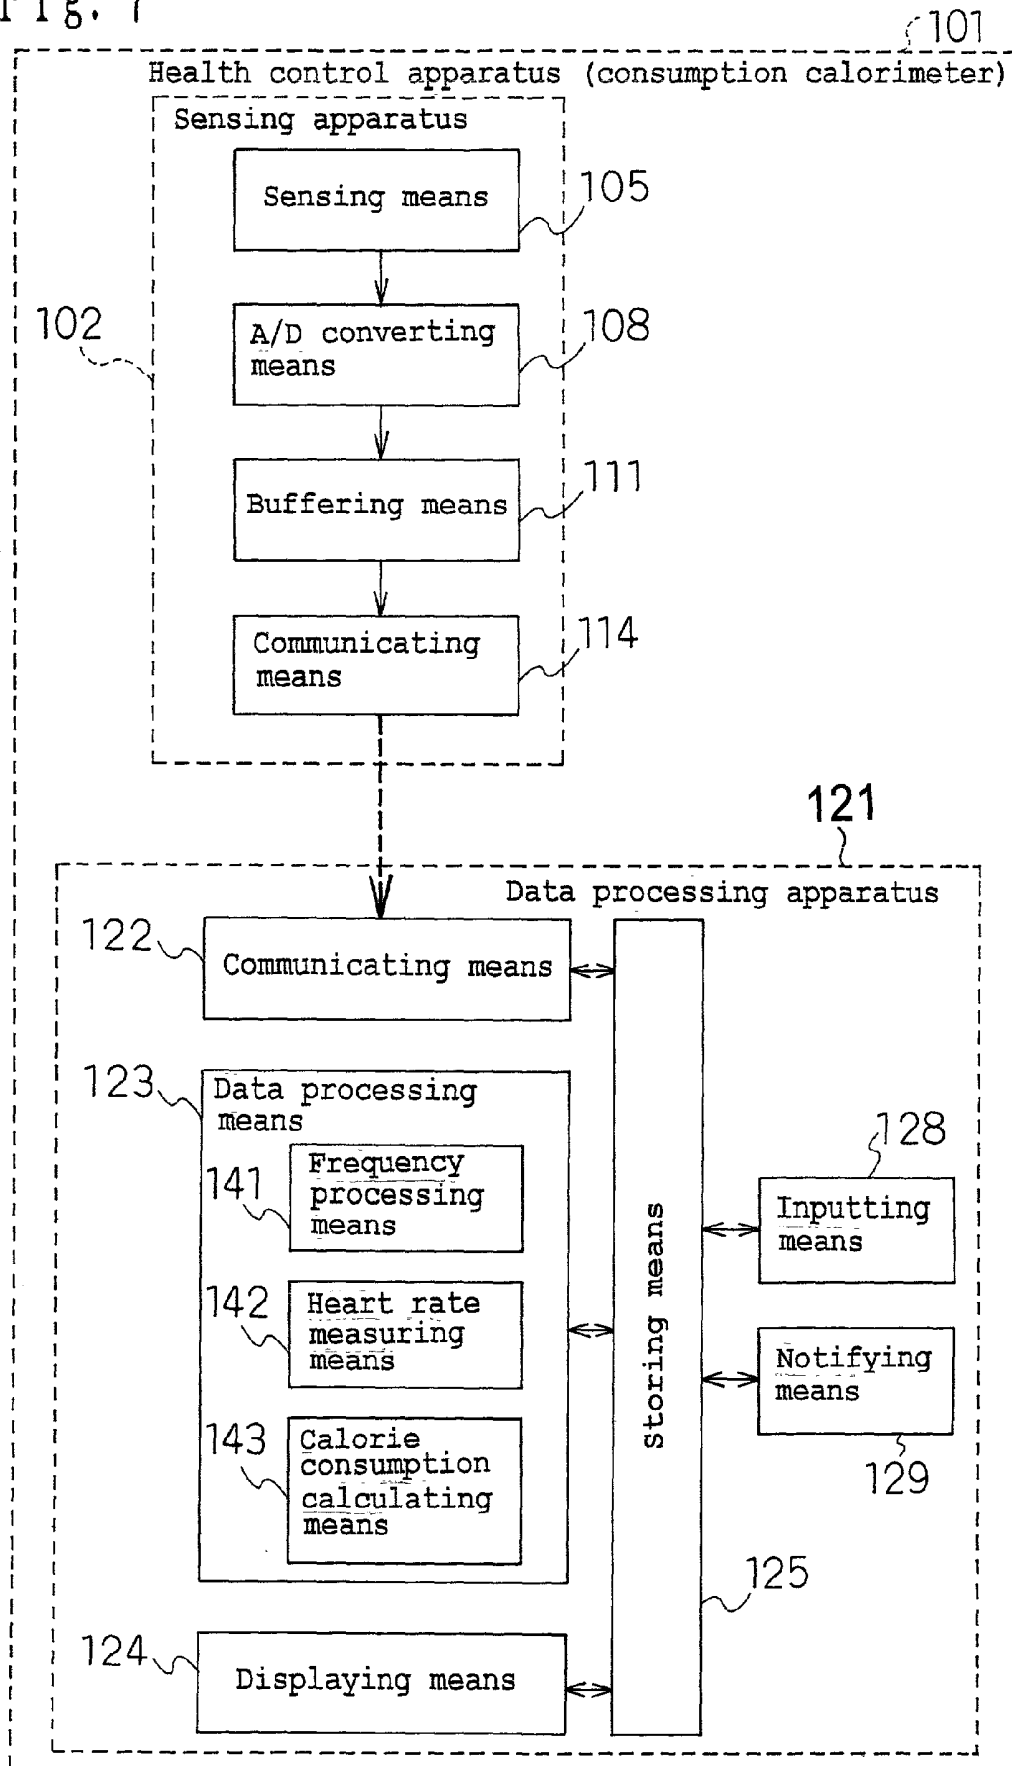 Fig. 7
101
Health control apparatus (consumption calorimeter)
Sensing apparatus
Sensing means
105
102
A/D converting
means
108
Buffering means
111
Communicating
means
114
121
Data processing apparatus
122
Communicating means
123
Data processing
means
141
Frequency
processing
means
142
Heart rate
measuring
means
143
Calorie
consumption
calculating
means
Storing means
128
Inputting
means
Notifying
means
129
125
124
Displaying means